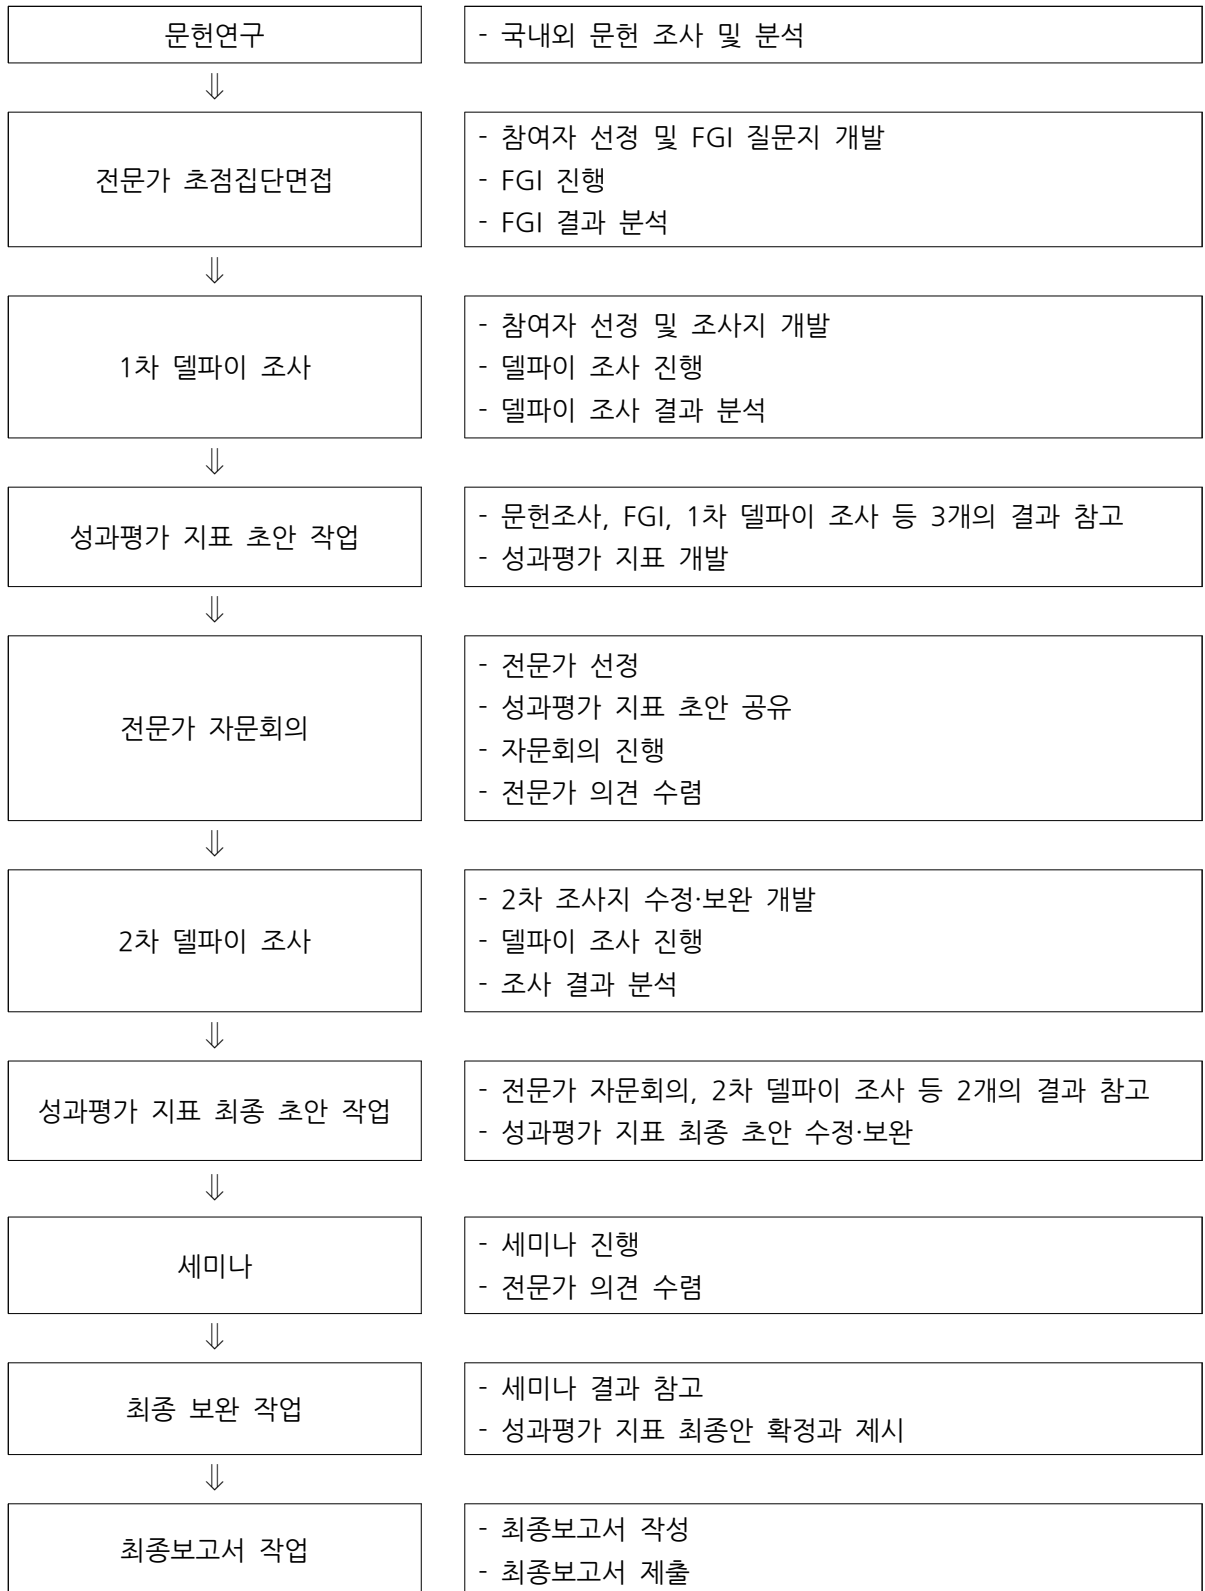 문헌연구
- 국내외 문헌 조사 및 분석
⇓
전문가 초점집단면접
- 참여자 선정 및 FGI 질문지 개발
- FGI 진행
- FGI 결과 분석
⇓
1차 델파이 조사
- 참여자 선정 및 조사지 개발
- 델파이 조사 진행
- 델파이 조사 결과 분석
⇓
성과평가 지표 초안 작업
- 문헌조사, FGI, 1차 델파이 조사 등 3개의 결과 참고
- 성과평가 지표 개발
⇓
전문가 자문회의
- 전문가 선정
- 성과평가 지표 초안 공유
- 자문회의 진행
- 전문가 의견 수렴
⇓
2차 델파이 조사
- 2차 조사지 수정·보완 개발
- 델파이 조사 진행
- 조사 결과 분석
⇓
성과평가 지표 최종 초안 작업
- 전문가 자문회의, 2차 델파이 조사 등 2개의 결과 참고
- 성과평가 지표 최종 초안 수정·보완
⇓
세미나
- 세미나 진행
- 전문가 의견 수렴
⇓
최종 보완 작업
- 세미나 결과 참고
- 성과평가 지표 최종안 확정과 제시
⇓
최종보고서 작업
- 최종보고서 작성
- 최종보고서 제출